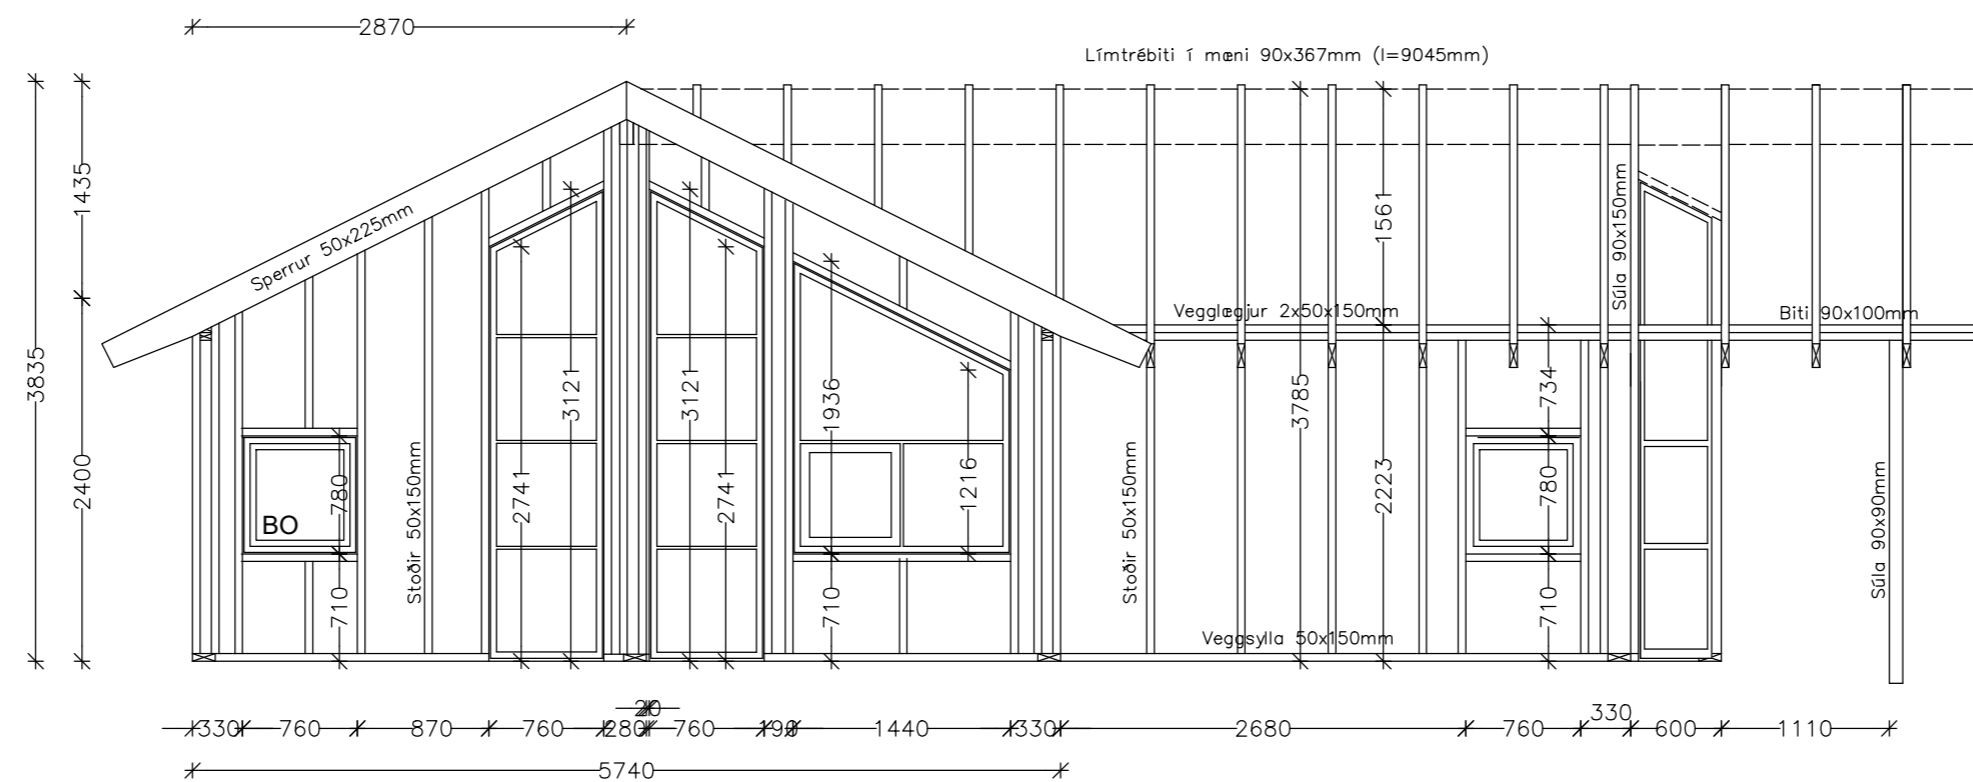 2870
Límtrébiti í mæni 90x367mm (l=9045mm)
3835
1435
2400
Sperrur 50x225mm
1561
Súla 90x150mm
Vegglægjur 2x50x150mm
Biti 90x100mm
3121
3121
2741
2741
1936
1216
3785
2223
734
780
BO
780
710
710
710
Stoðir 50x150mm
Stoðir 50x150mm
Súla 90x90mm
Veggsylla 50x150mm
20
330 760 870 760 280 760 190 1440 330 2680 760 330 600 1110
5740